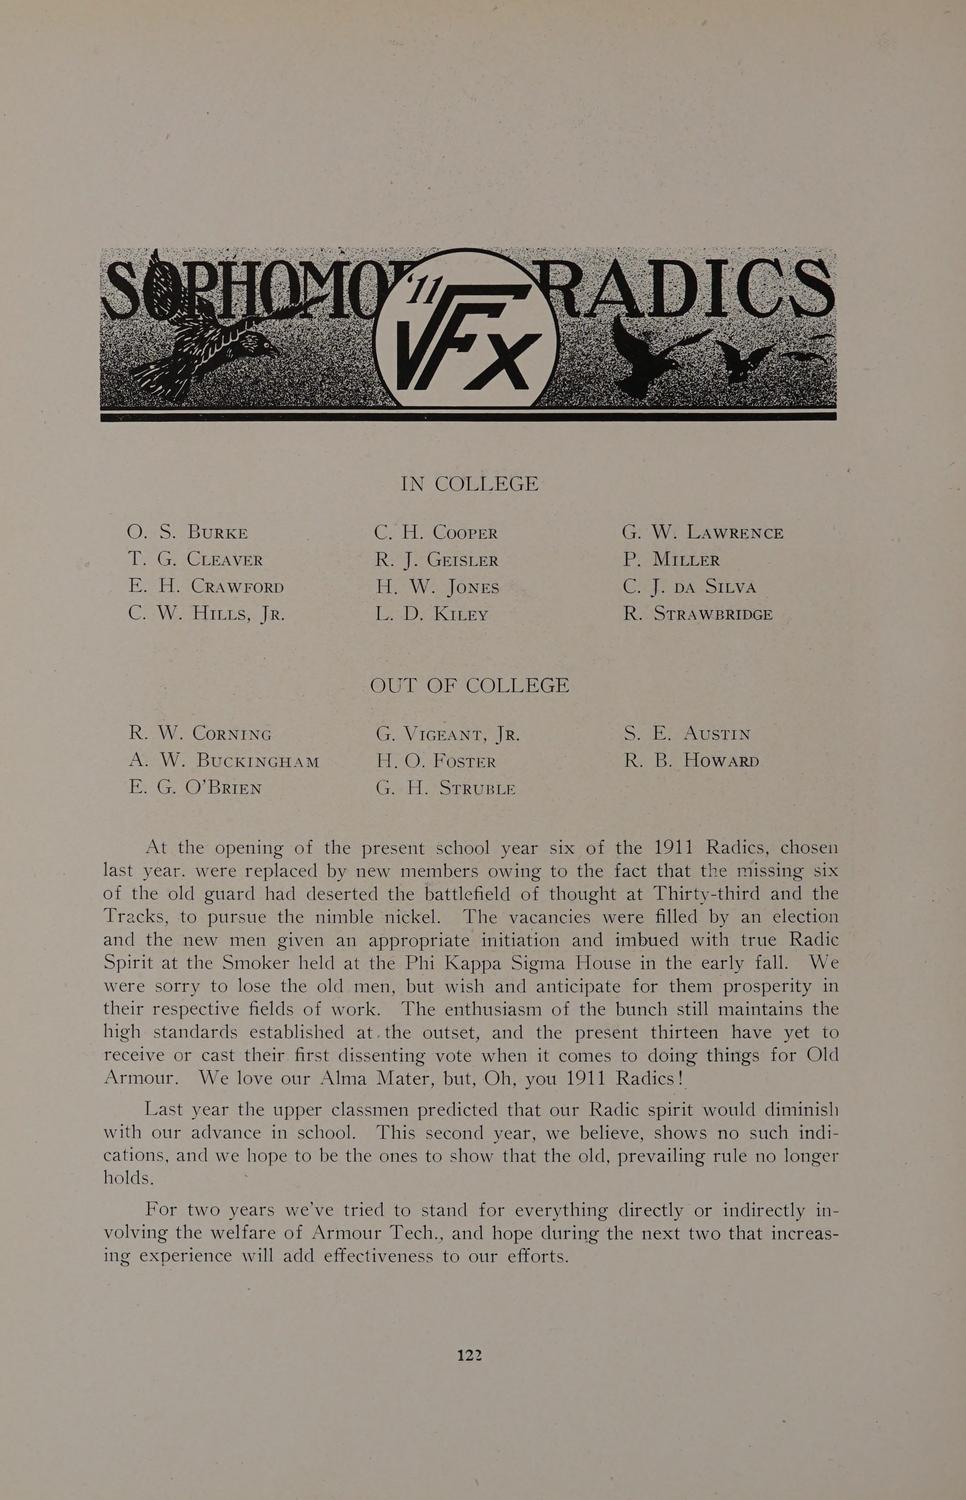 SOPHOMO RADICS
'11
VFX
IN COLLEGE
O. S. BURKE C. H. COOPER G. W. LAWRENCE
T. G. CLEAVER R. J. GEISLER P. MILLER
E. H. CRAWFORD H. W. JONES C. J. DA SILVA
C. W. HILLS, JR. L. D. KILEY R. STRAWBRIDGE
OUT OF COLLEGE
R. W. CORNING G. VIGEANT, JR. S. E. AUSTIN
A. W. BUCKINGHAM H. O. FOSTER R. B. HOWARD
E. G. O'BRIEN G. H. STRUBLE
At the opening of the present school year six of the 1911 Radics, chosen
last year. were replaced by new members owing to the fact that the missing six
of the old guard had deserted the battlefield of thought at Thirty-third and the
Tracks, to pursue the nimble nickel. The vacancies were filled by an election
and the new men given an appropriate initiation and imbued with true Radic
Spirit at the Smoker held at the Phi Kappa Sigma House in the early fall. We
were sorry to lose the old men, but wish and anticipate for them prosperity in
their respective fields of work. The enthusiasm of the bunch still maintains the
high standards established at the outset, and the present thirteen have yet to
receive or cast their first dissenting vote when it comes to doing things for Old
Armour. We love our Alma Mater, but, Oh, you 1911 Radics!
Last year the upper classmen predicted that our Radic spirit would diminish
with our advance in school. This second year, we believe, shows no such indi-
cations, and we hope to be the ones to show that the old, prevailing rule no longer
holds.
For two years we've tried to stand for everything directly or indirectly in-
volving the welfare of Armour Tech., and hope during the next two that increas-
ing experience will add effectiveness to our efforts.
122